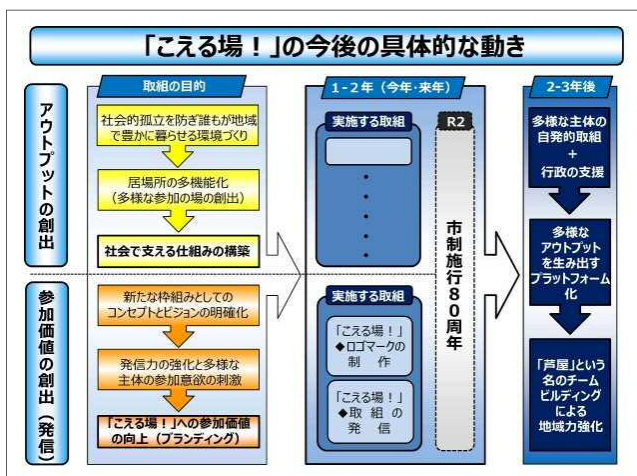 「こえる場！」の今後の具体的な動き
アウトプットの創出
取組の目的
社会的孤立を防ぎ誰もが地域
で豊かに暮らせる環境づくり
居場所の多機能化
（多様な参加の場の創出）
社会で支える仕組みの構築
参加価値の創出（発信）
新たな枠組みとしての
コンセプトとビジョンの明確化
発信力の強化と多様な
主体の参加意欲の刺激
「こえる場！」への参加価値
の向上（ブランディング）
1-2年（今年・来年）
実施する取組
・
・
・
・
・
実施する取組
「こえる場！」
◆ロゴマークの
制作
「こえる場！」
◆取組の
発信
R2
市制施行80周年
2-3年後
多様な主体の
自発的取組
＋
行政の支援
多様な
アウトプット
を生み出す
プラットフォーム
化
「芦屋」という
名のチーム
ビルディング
による
地域力強化